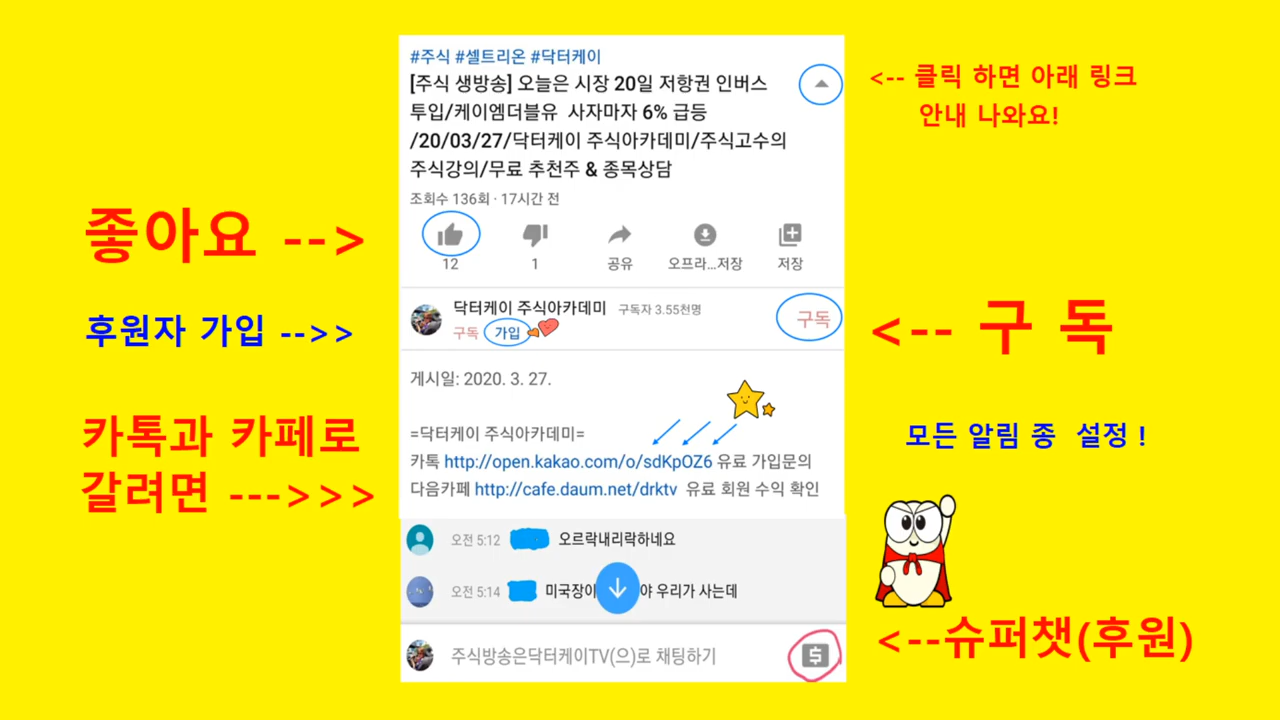 #주식 #셀트리온 #닥터케이
[주식 생방송] 오늘은 시장 20일 저항권 인버스
투입/케이엠더블유 사자마자 6% 급등
/20/03/27/닥터케이 주식아카데미/주식고수의
주식강의/무료 추천주 & 종목상담
조회수 136회 · 17시간 전
<-- 클릭 하면 아래 링크
안내 나와요!
좋아요 -->
12
1
공유
오프라...저장
저장
후원자 가입 -->>
닥터케이 주식아카데미 구독자 3.55천명
구독 가입
구독
<-- 구 독
게시일: 2020. 3. 27.
카톡과 카페로
갈려면 --->>>
=닥터케이 주식아카데미=
카톡 http://open.kakao.com/o/sdKpOZ6 유료 가입문의
다음카페 http://cafe.daum.net/drktv 유료 회원 수익 확인
모든 알림 종 설정 !
오전 5:12 오르락내리락하네요
오전 5:14 미국장이 야 우리가 사는데
주식방송은닥터케이TV(으)로 채팅하기
$
<--슈퍼챗(후원)